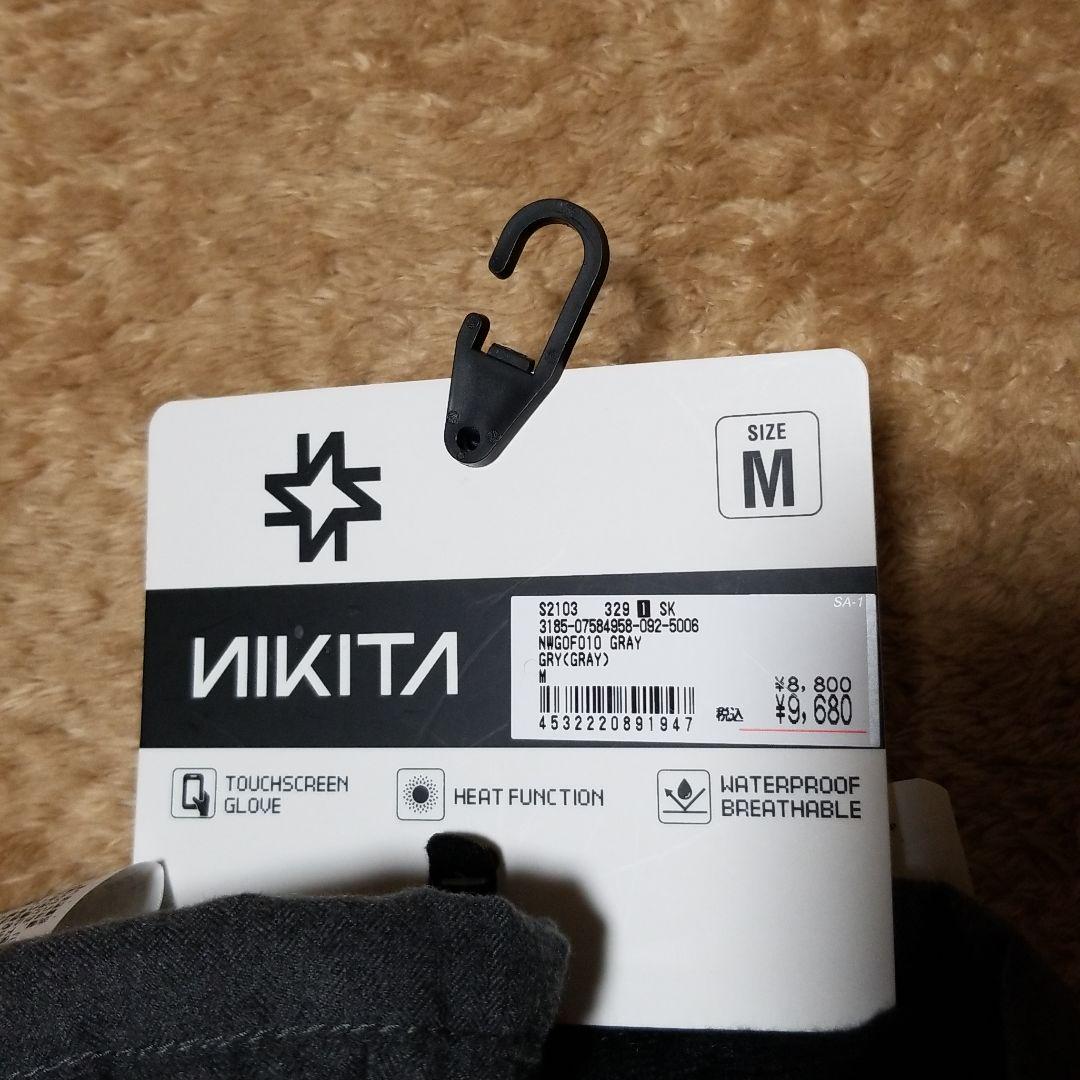 SIZE
M
SA-1
S2103 329 1 SK
3185-07584958-092-5006
NWGOF010 GRAY
GRY(GRAY)
M
¥8,800
税込 ¥9,680
4532220891947
NIKITA
TOUCHSCREEN
GLOVE
HEAT FUNCTION
WATERPROOF
BREATHABLE